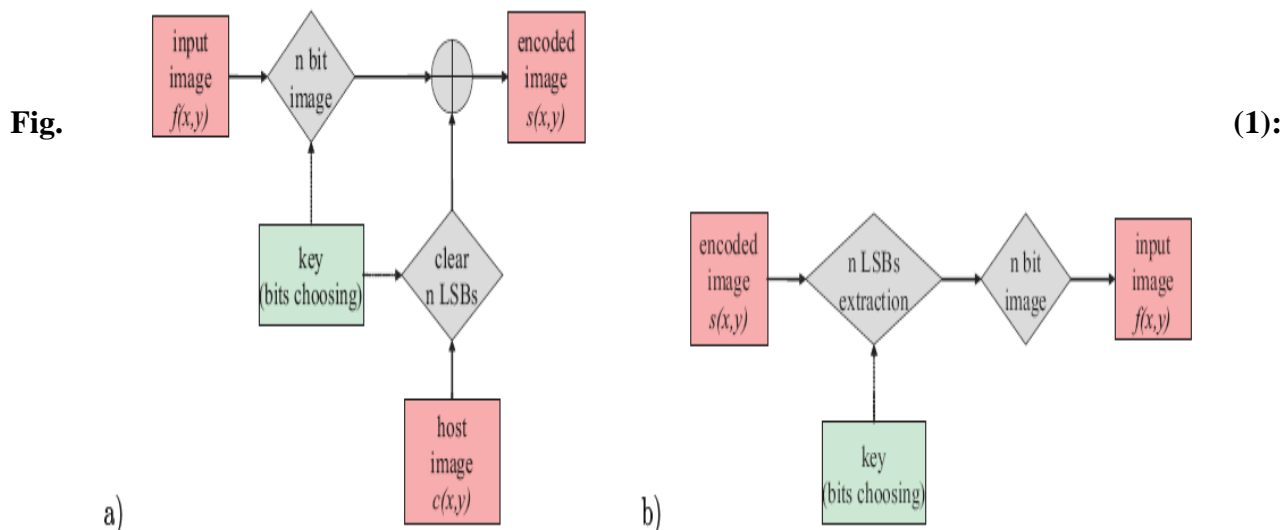 input
image
f(x,y)
n bit
image
encoded
image
s(x,y)
Fig. (1):
key
(bits choosing)
clear
n LSBs
host
image
c(x,y)
a)
encoded
image
s(x,y)
n LSBs
extraction
n bit
image
input
image
f(x,y)
key
(bits choosing)
b)